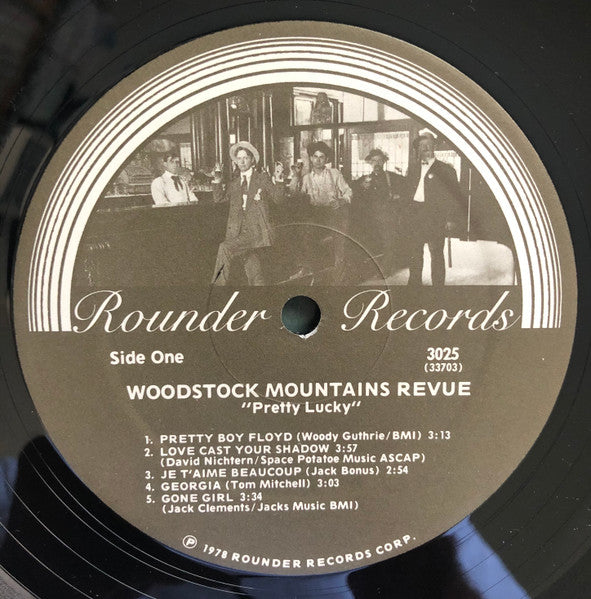 Rounder Records
Side One
3025
(33703)
WOODSTOCK MOUNTAINS REVUE
"Pretty Lucky"
1. PRETTY BOY FLOYD (Woody Guthrie/BMI) 3:13
2. LOVE CAST YOUR SHADOW 3:57
(David Nichtern/Space Potatoe Music ASCAP)
3. JE T'AIME BEAUCOUP (Jack Bonus) 2:54
4. GEORGIA (Tom Mitchell) 3:03
5. GONE GIRL 3:34
(Jack Clements/Jacks Music BMI)
℗ 1978 ROUNDER RECORDS CORP.